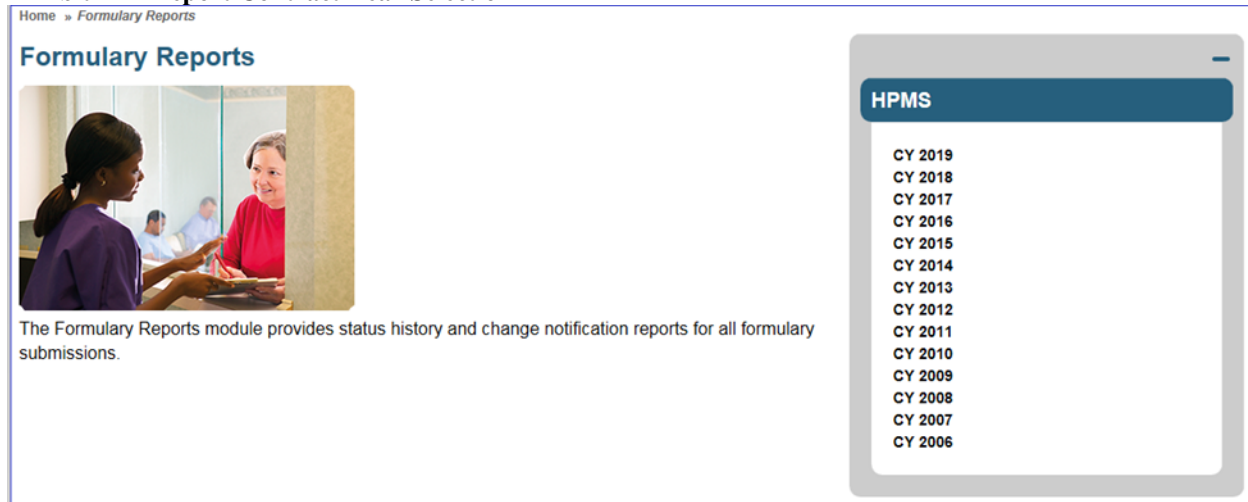 Home » Formulary Reports
Formulary Reports
The Formulary Reports module provides status history and change notification reports for all formulary
submissions.
HPMS
CY 2019
CY 2018
CY 2017
CY 2016
CY 2015
CY 2014
CY 2013
CY 2012
CY 2011
CY 2010
CY 2009
CY 2008
CY 2007
CY 2006